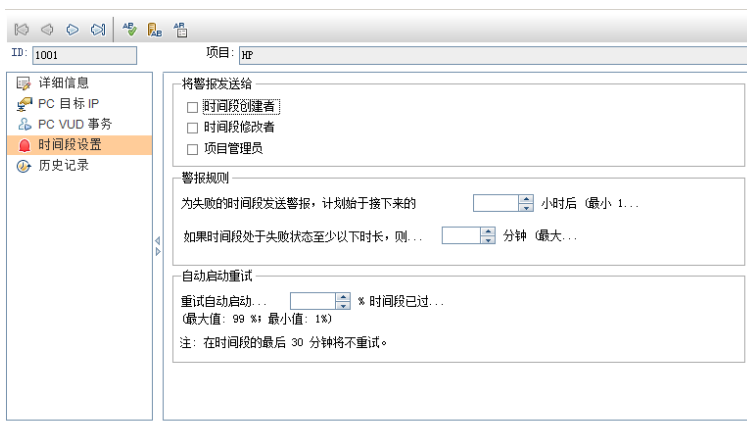 ID: 1001 项目: HP
详细信息
PC 目标 IP
PC VUD 事务
时间段设置
历史记录
将警报发送给
时间段创建者
时间段修改者
项目管理员
警报规则
为失败的时间段发送警报，计划始于接下来的 小时后 (最小 1...
如果时间段处于失败状态至少以下时长，则... 分钟 (最大...
自动启动重试
重试自动启动... % 时间段已过...
(最大值: 99 %; 最小值: 1%)
注: 在时间段的最后 30 分钟将不重试。